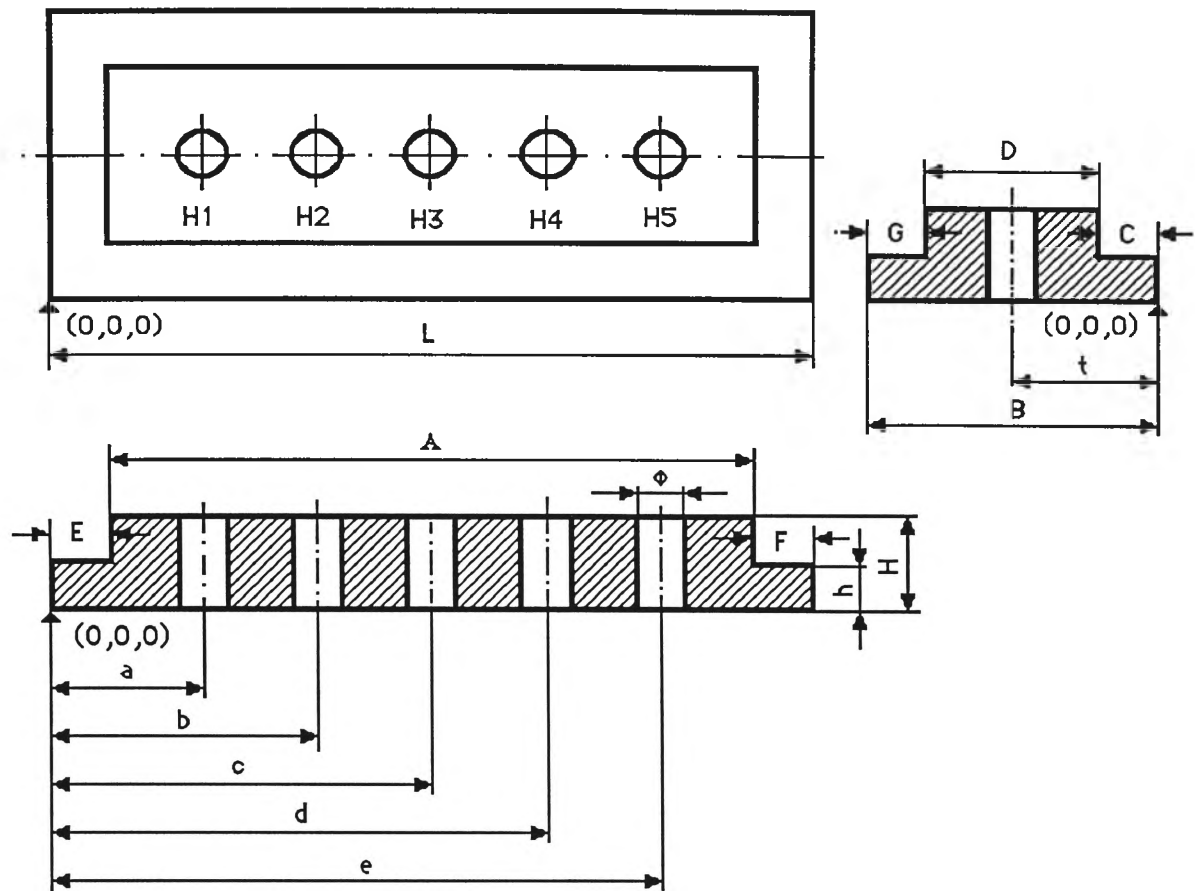 H1 H2 H3 H4 H5
(0,0,0)
L
D
G C
(0,0,0)
t
B
A
Φ
E F
H
h
(0,0,0)
a
b
c
d
e